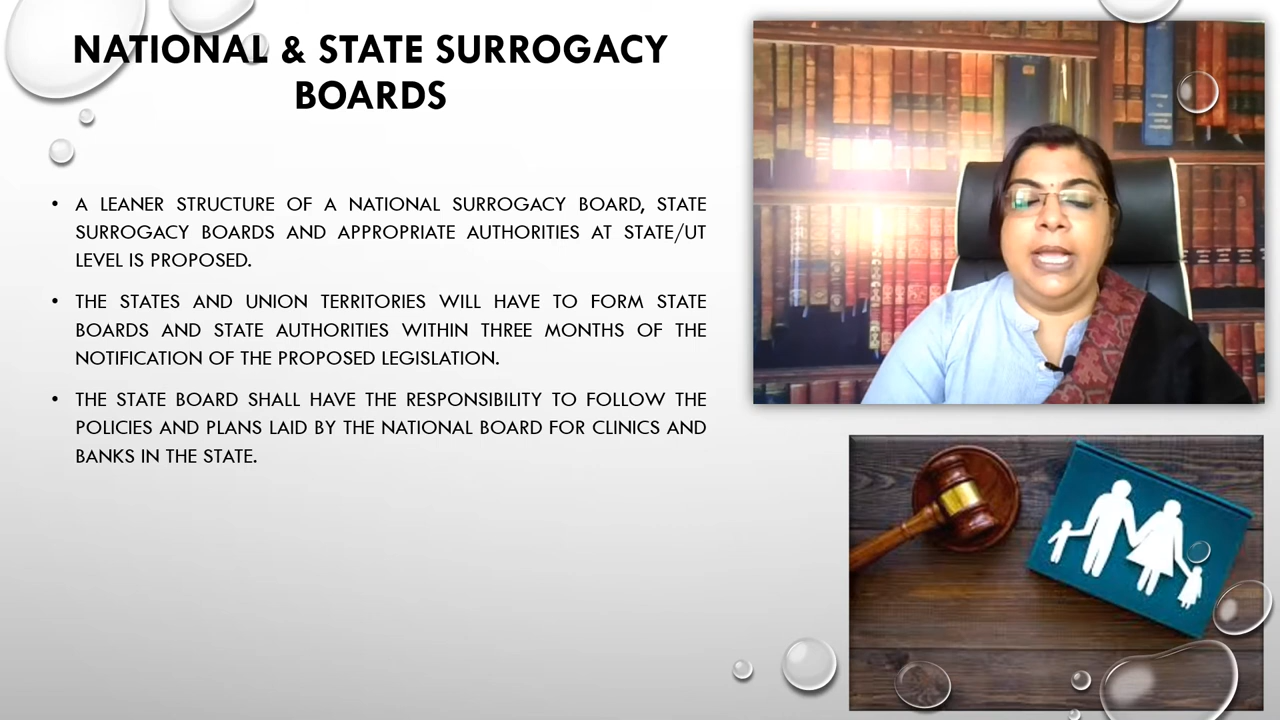 NATIONAL & STATE SURROGACY
BOARDS
• A LEANER STRUCTURE OF A NATIONAL SURROGACY BOARD, STATE
SURROGACY BOARDS AND APPROPRIATE AUTHORITIES AT STATE/UT
LEVEL IS PROPOSED.
• THE STATES AND UNION TERRITORIES WILL HAVE TO FORM STATE
BOARDS AND STATE AUTHORITIES WITHIN THREE MONTHS OF THE
NOTIFICATION OF THE PROPOSED LEGISLATION.
• THE STATE BOARD SHALL HAVE THE RESPONSIBILITY TO FOLLOW THE
POLICIES AND PLANS LAID BY THE NATIONAL BOARD FOR CLINICS AND
BANKS IN THE STATE.